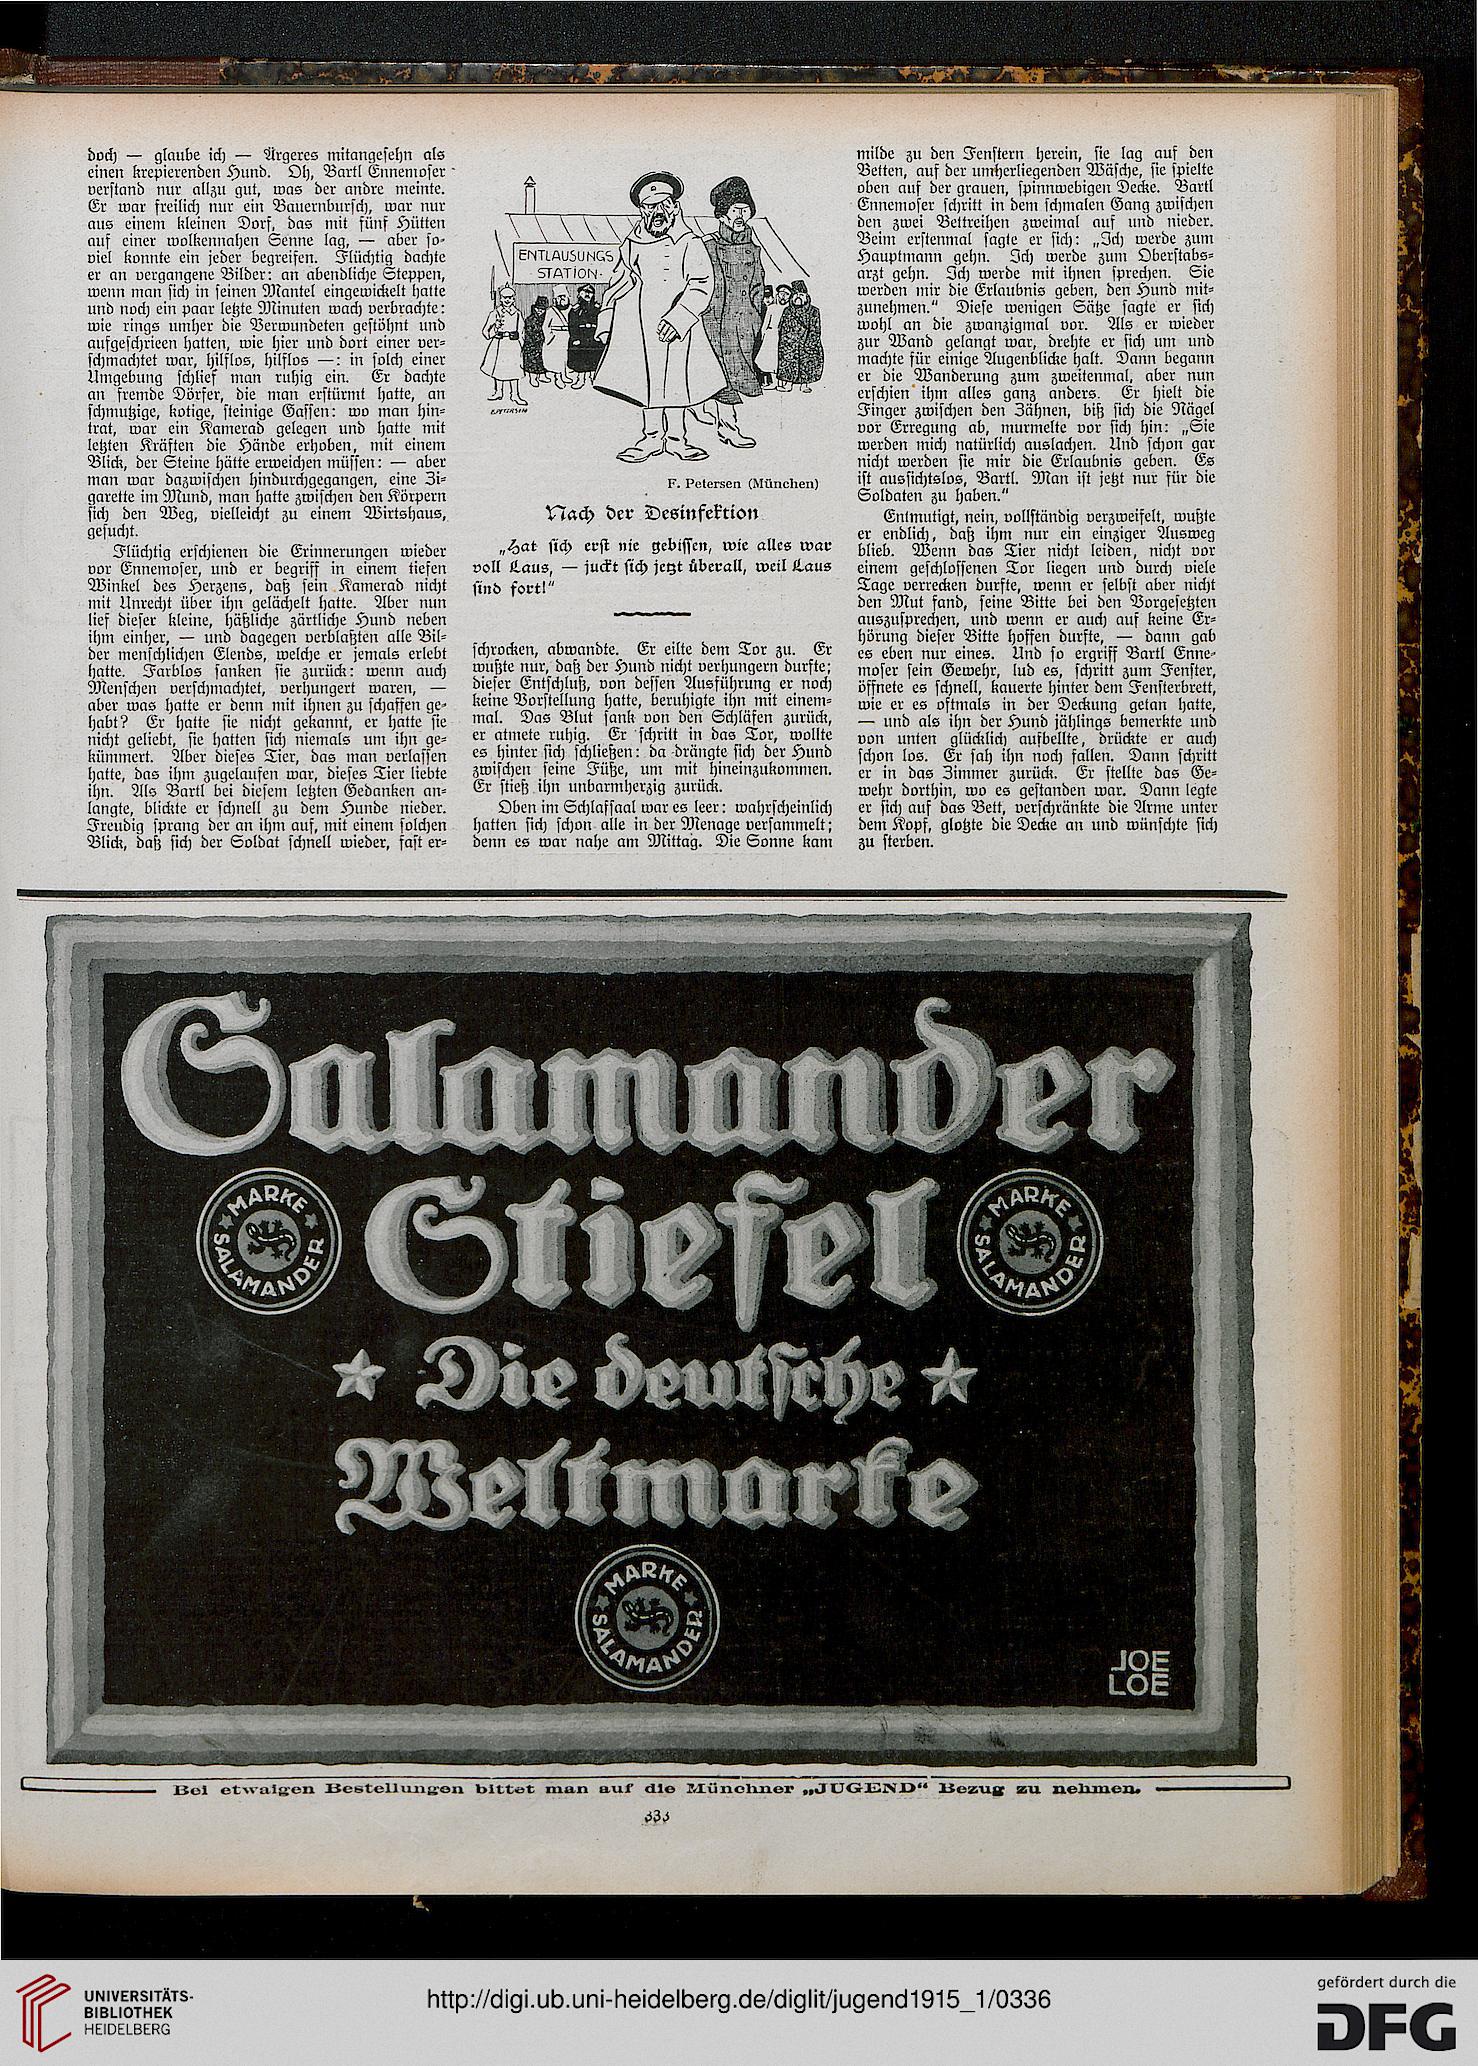 doch — glaube ich — Ärgeres mitangesehn als
einen krepierenden Hund. Oh, Bartl Ennemoser
verstand nur allzu gut, was der andre meinte.
Er war freilich nur ein Bauernbursch, war nur
aus einem kleinen Dorf, das mit fünf Hütten
auf einer wolkennahen Senne lag, — aber so-
viel konnte ein jeder begreifen. Flüchtig dachte
er an vergangene Bilder: an abendliche Steppen,
wenn man sich in seinen Mantel eingewickelt hatte
und noch ein paar letzte Minuten wach verbrachte:
wie rings umher die Verwundeten gestöhnt und
aufgeschrieen hatten, wie hier und dort einer ver-
schmachtet war, hilflos, hilflos —: in solch einer
Umgebung schlief man ruhig ein. Er dachte
an fremde Dörfer, die man erstürmt hatte, an
schmutzige, kotige, steinige Gassen: wo man hin-
trat, war ein Kamerad gelegen und hatte mit
letzten Kräften die Hände erhoben, mit einem
Blick, der Steine hätte erweichen müssen: — aber
man war dazwischen hindurchgegangen, eine Zi-
garette im Mund, man hatte zwischen den Körpern
sich den Weg, vielleicht zu einem Wirtshaus,
gesucht.
Flüchtig erschienen die Erinnerungen wieder
vor Ennemoser, und er begriff in einem tiefen
Winkel des Herzens, daß sein Kamerad nicht
mit Unrecht über ihn gelächelt hatte. Aber nun
lief dieser kleine, häßliche zärtliche Hund neben
ihm einher, — und dagegen verblaßten alle Bil-
der menschlichen Elends, welche er jemals erlebt
hatte. Farblos sanken sie zurück: wenn auch
Menschen verschmachtet, verhungert waren, —
aber was hatte er denn mit ihnen zu schaffen ge-
habt? Er hatte sie nicht gekannt, er hatte sie
nicht geliebt, sie hatten sich niemals um ihn ge-
kümmert. Aber dieses Tier, das man verlassen
hatte, das ihm zugelaufen war, dieses Tier liebte
ihn. Als Bartl bei diesem letzten Gedanken an-
langte, blickte er schnell zu dem Hunde nieder.
Freudig sprang der an ihm auf, mit einem solchen
Blick, daß sich der Soldat schnell wieder, fast er-
ENTLAUSUNGS
STATION.
E.PETERSEN
F. Petersen (München)
Nach der Desinfektion
„Hat sich erst nie gebissen, wie alles war
voll Laus, — juckt sich jetzt überall, weil Laus
sind fort!“
schrocken, abwandte. Er eilte dem Tor zu. Er
wußte nur, daß der Hund nicht verhungern durfte;
dieser Entschluß, von dessen Ausführung er noch
keine Vorstellung hatte, beruhigte ihn mit einem-
mal. Das Blut sank von den Schläfen zurück,
er atmete ruhig. Er schritt in das Tor, wollte
es hinter sich schließen: da drängte sich der Hund
zwischen seine Füße, um mit hineinzukommen.
Er stieß ihn unbarmherzig zurück.
Oben im Schlafsaal war es leer: wahrscheinlich
hatten sich schon alle in der Menage versammelt;
denn es war nahe am Mittag. Die Sonne kam
milde zu den Fenstern herein, sie lag auf den
Betten, auf der umherliegenden Wäsche, sie spielte
oben auf der grauen, spinnwebigen Decke. Bartl
Ennemoser schritt in dem schmalen Gang zwischen
den zwei Bettreihen zweimal auf und nieder.
Beim erstenmal sagte er sich: „Ich werde zum
Hauptmann gehn. Ich werde zum Oberstabs-
arzt gehn. Ich werde mit ihnen sprechen. Sie
werden mir die Erlaubnis geben, den Hund mit-
zunehmen.“ Diese wenigen Sätze sagte er sich
wohl an die zwanzigmal vor. Als er wieder
zur Wand gelangt war, drehte er sich um und
machte für einige Augenblicke halt. Dann begann
er die Wanderung zum zweitenmal, aber nun
erschien ihm alles ganz anders. Er hielt die
Finger zwischen den Zähnen, biß sich die Nägel
vor Erregung ab, murmelte vor sich hin: „Sie
werden mich natürlich auslachen. Und schon gar
nicht werden sie mir die Erlaubnis geben. Es
ist aussichtslos, Bartl. Man ist jetzt nur für die
Soldaten zu haben.“
Entmutigt, nein, vollständig verzweifelt, wußte
er endlich, daß ihm nur ein einziger Ausweg
blieb. Wenn das Tier nicht leiden, nicht vor
einem geschlossenen Tor liegen und durch viele
Tage verrecken durfte, wenn er selbst aber nicht
den Mut fand, seine Bitte bei den Vorgesetzten
auszusprechen, und wenn er auch auf keine Er-
hörung dieser Bitte hoffen durfte, — dann gab
es eben nur eines. Und so ergriff Bartl Enne-
moser sein Gewehr, lud es, schritt zum Fenster,
öffnete es schnell, kauerte hinter dem Fensterbrett,
wie er es oftmals in der Deckung getan hatte,
— und als ihn der Hund jählings bemerkte und
von unten glücklich aufbellte, drückte er auch
schon los. Er sah ihn noch fallen. Dann schritt
er in das Zimmer zurück. Er stellte das Ge-
wehr dorthin, wo es gestanden war. Dann legte
er sich auf das Bett, verschränkte die Arme unter
dem Kopf, glotzte die Decke an und wünschte sich
zu sterben.
Salamander
MARKE SALAMANDER
Stiefel
MARKE SALAMANDER
Die deutsche
Weltmarke
MARKE SALAMANDER
JOE
LOE
Bei etwaigen Bestellungen bittet man auf die Münchner „JUGEND“ Bezug zu nehmen.
333
UNIVERSITÄTS-
BIBLIOTHEK
HEIDELBERG
http://digi.ub.uni-heidelberg.de/diglit/jugend1915_1/0336
gefördert durch die
DFG